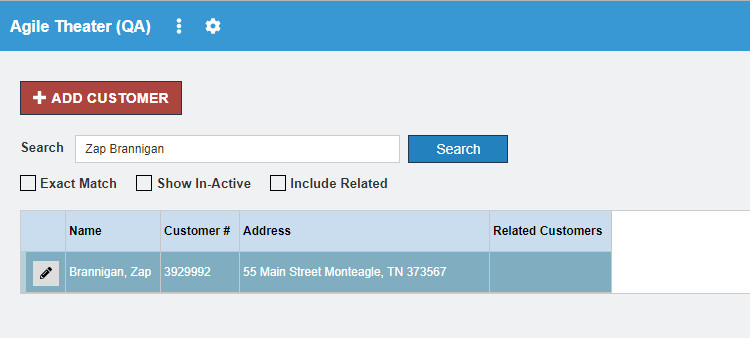 Agile Theater (QA)
ADD CUSTOMER
Search Zap Brannigan Search
Exact Match Show In-Active Include Related
Name Customer # Address Related Customers
Brannigan, Zap 3929992 55 Main Street Monteagle, TN 373567